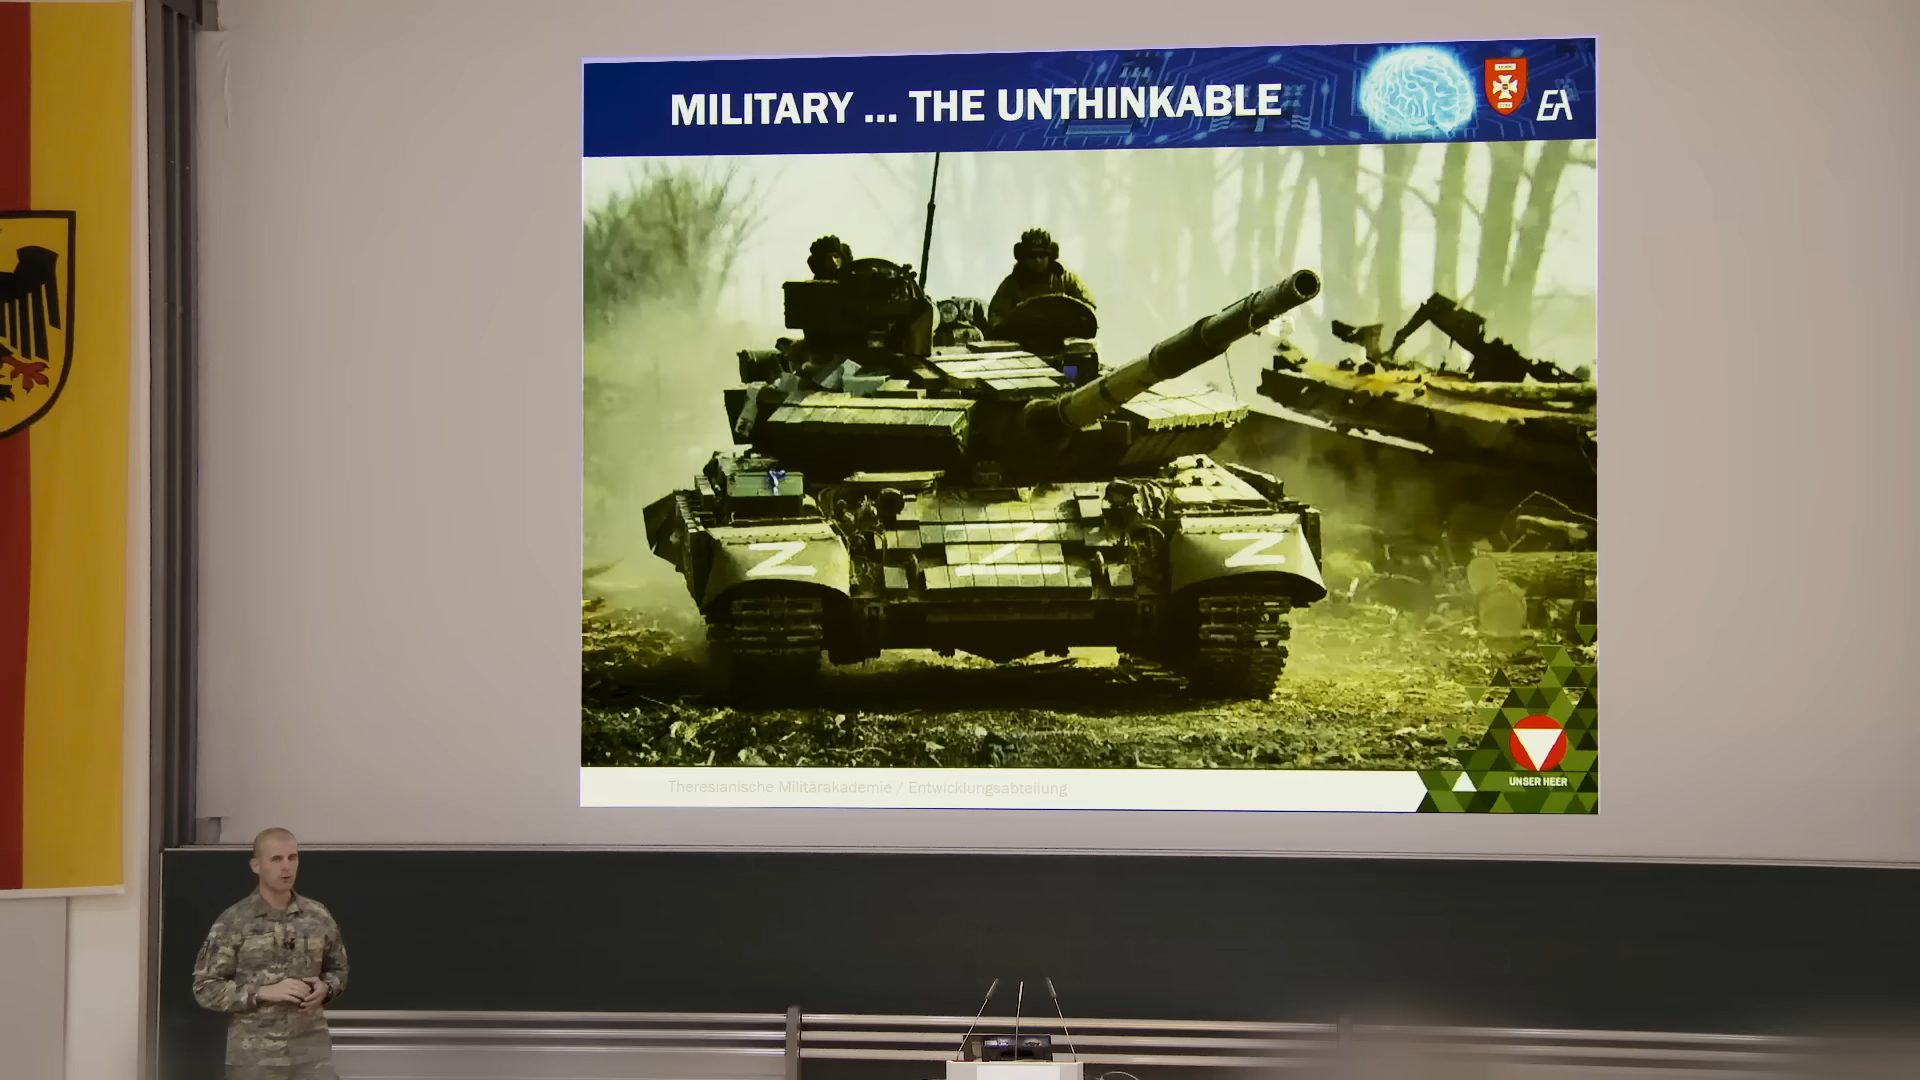 MILITARY ... THE UNTHINKABLE
EA
Z Z Z
Theresianische Militärakademie / Entwicklungsabteilung
UNSER HEER